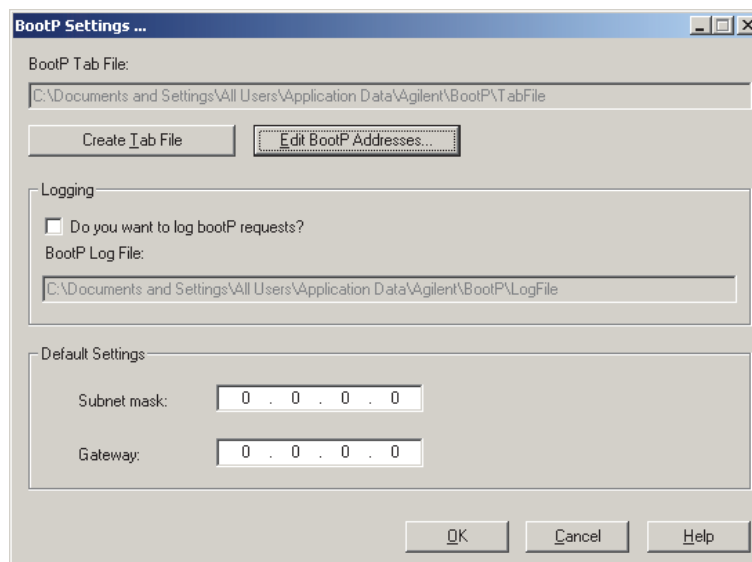 BootP Settings ...
BootP Tab File:
C:\Documents and Settings\All Users\Application Data\Agilent\BootP\TabFile
Create Tab File
Edit BootP Addresses...
Logging
Do you want to log bootP requests?
BootP Log File:
C:\Documents and Settings\All Users\Application Data\Agilent\BootP\LogFile
Default Settings
Subnet mask: 0 . 0 . 0 . 0
Gateway: 0 . 0 . 0 . 0
OK Cancel Help